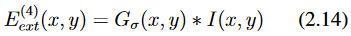 E_{ext}^{(4)}(x, y) = G_σ(x, y) * I(x, y) (2.14)